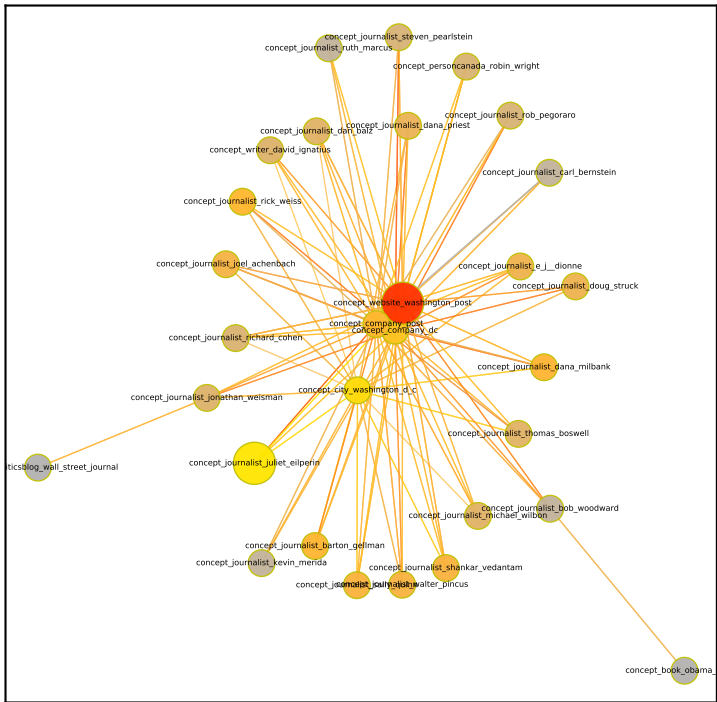 concept_journalist_steven_pearlstein
concept_journalist_ruth_marcus
concept_personcanada_robin_wright
concept_journalist_rob_pegoraro
concept_journalist_dana_priest
concept_journalist_dan_balz
concept_writer_david_ignatius
concept_journalist_carl_bernstein
concept_journalist_rick_weiss
concept_journalist_joel_achenbach
concept_journalist_e_j__dionne
concept_journalist_doug_struck
concept_website_washington_post
concept_company_post
concept_company_dc
concept_journalist_richard_cohen
concept_journalist_dana_milbank
concept_city_washington_d_c
concept_journalist_jonathan_weisman
concept_journalist_thomas_boswell
concept_journalist_juliet_eilperin
ticsblog_wall_street_journal
concept_journalist_bob_woodward
concept_journalist_michael_wilbon
concept_journalist_barton_gellman
concept_journalist_kevin_merida
concept_journalist_shankar_vedantam
concept_journalist_walter_pincus
concept_book_obama_